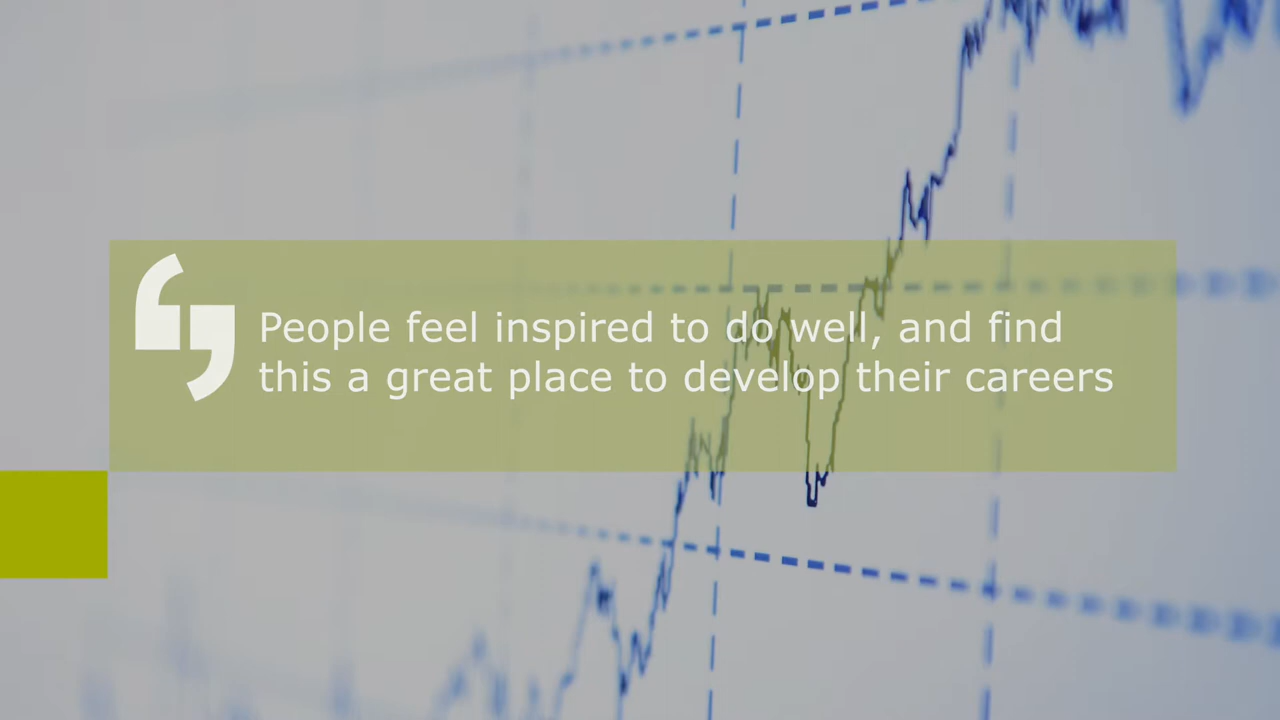 People feel inspired to do well, and find
this a great place to develop their careers